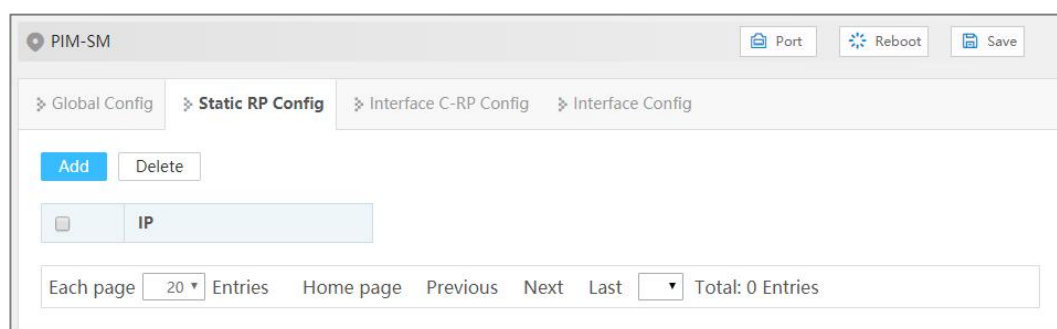 PIM-SM Port Reboot Save
Global Config Static RP Config Interface C-RP Config Interface Config
Add Delete
IP
Each page 20 Entries Home page Previous Next Last Total: 0 Entries